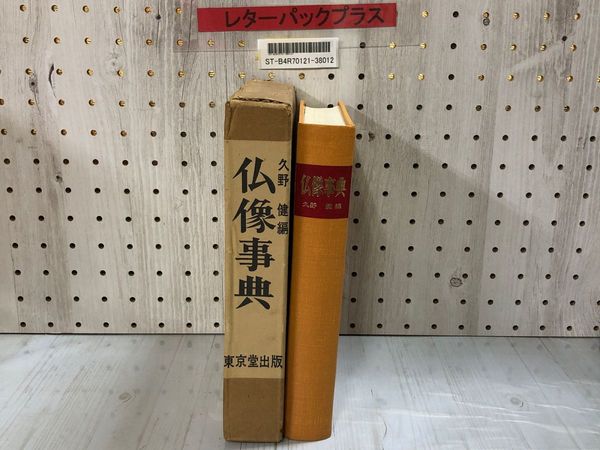 レターパックプラス
ST-B4R70121-38012
久野 健編
仏像事典
東京堂出版
仏像事典
久野 健編